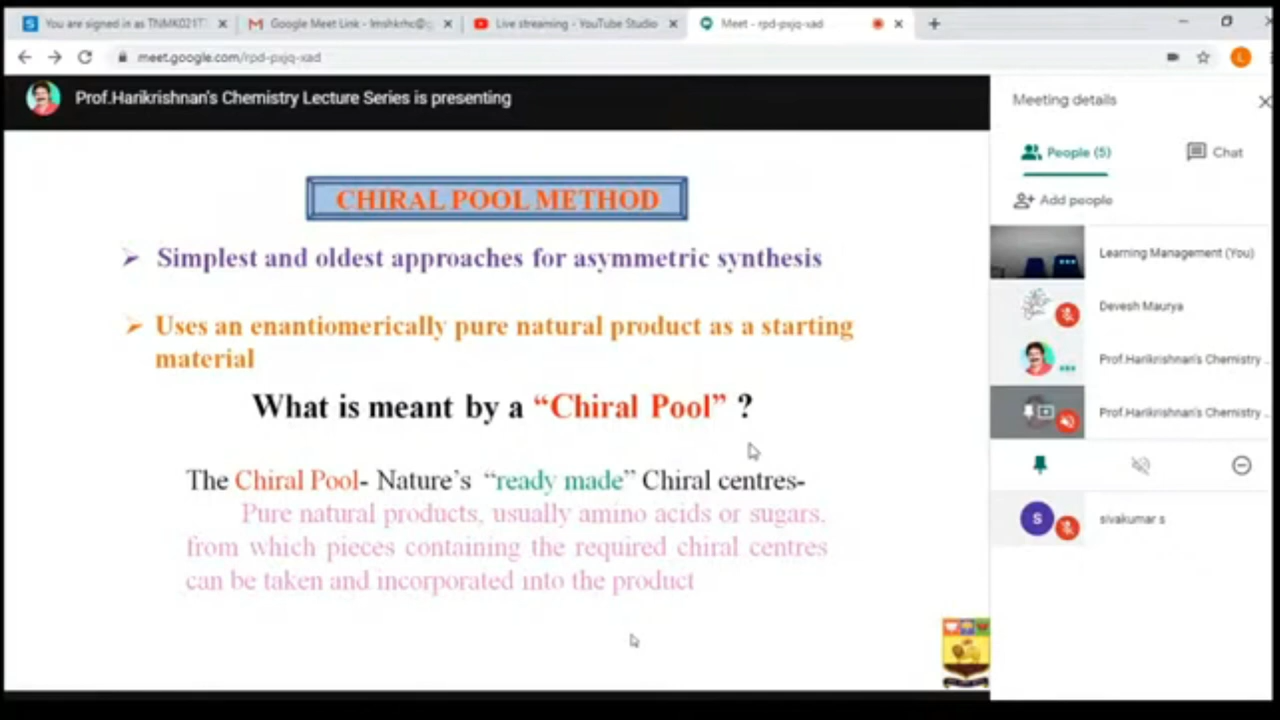 You are signed in as TNMK021T
Google Meet Link - lmshkrhc@
Live streaming - YouTube Studio
Meet - rpd-pxjq-xad
meet.google.com/rpd-pxjq-xad
L
Prof.Harikrishnan's Chemistry Lecture Series is presenting
CHIRAL POOL METHOD
Simplest and oldest approaches for asymmetric synthesis
Uses an enantiomerically pure natural product as a starting
material
What is meant by a “Chiral Pool” ?
The Chiral Pool- Nature’s “ready made” Chiral centres-
Pure natural products, usually amino acids or sugars,
from which pieces containing the required chiral centres
can be taken and incorporated into the product
Meeting details
People (5)
Chat
Add people
Learning Management (You)
Devesh Maurya
Prof.Harikrishnan's Chemistry ...
Prof.Harikrishnan's Chemistry ...
S
sivakumar s